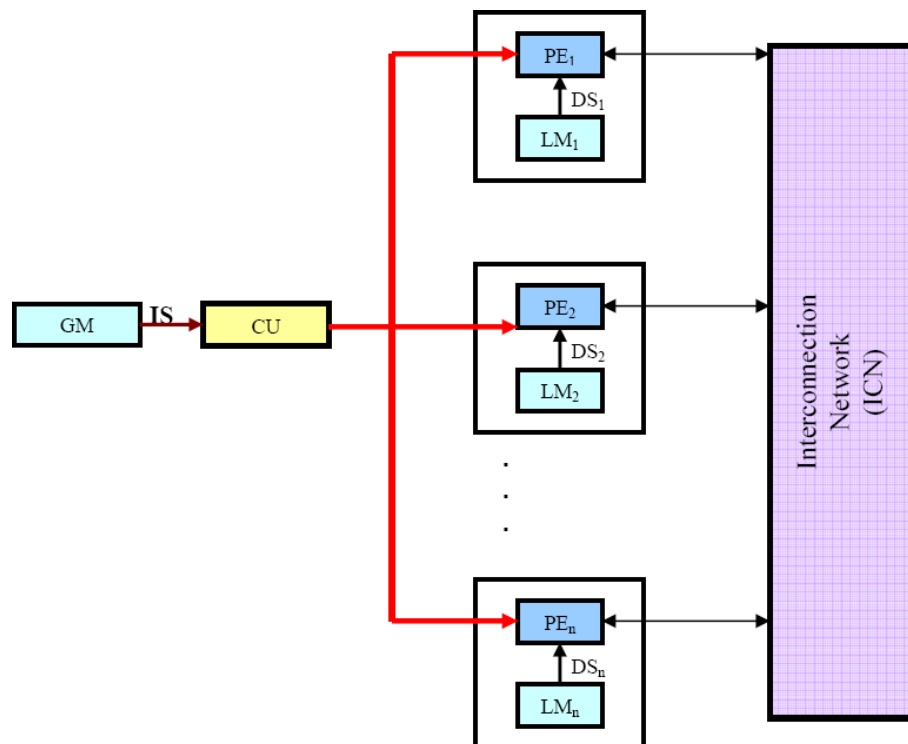 PE₁
DS₁
LM₁
GM
IS
CU
PE₂
DS₂
LM₂
.
.
.
PEₙ
DSₙ
LMₙ
Interconnection
Network
(ICN)